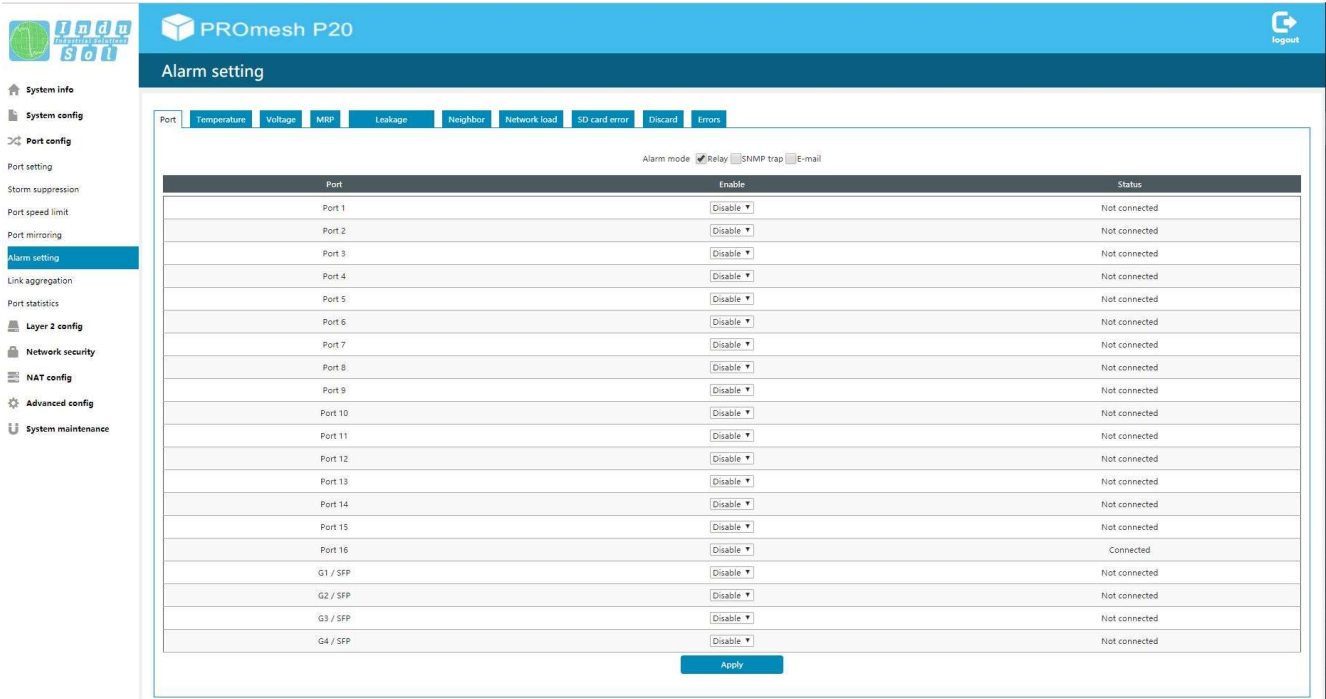 Indu
Industrial Solutions
Sol
PROmesh P20
logout
Alarm setting
System info
System config
Port config
Port setting
Storm suppression
Port speed limit
Port mirroring
Alarm setting
Link aggregation
Port statistics
Layer 2 config
Network security
NAT config
Advanced config
System maintenance
Port Temperature Voltage MRP Leakage Neighbor Network load SD card error Discard Errors
Alarm mode Relay SNMP trap E-mail
Port Enable Status
Port 1 Disable Not connected
Port 2 Disable Not connected
Port 3 Disable Not connected
Port 4 Disable Not connected
Port 5 Disable Not connected
Port 6 Disable Not connected
Port 7 Disable Not connected
Port 8 Disable Not connected
Port 9 Disable Not connected
Port 10 Disable Not connected
Port 11 Disable Not connected
Port 12 Disable Not connected
Port 13 Disable Not connected
Port 14 Disable Not connected
Port 15 Disable Not connected
Port 16 Disable Connected
G1 / SFP Disable Not connected
G2 / SFP Disable Not connected
G3 / SFP Disable Not connected
G4 / SFP Disable Not connected
Apply